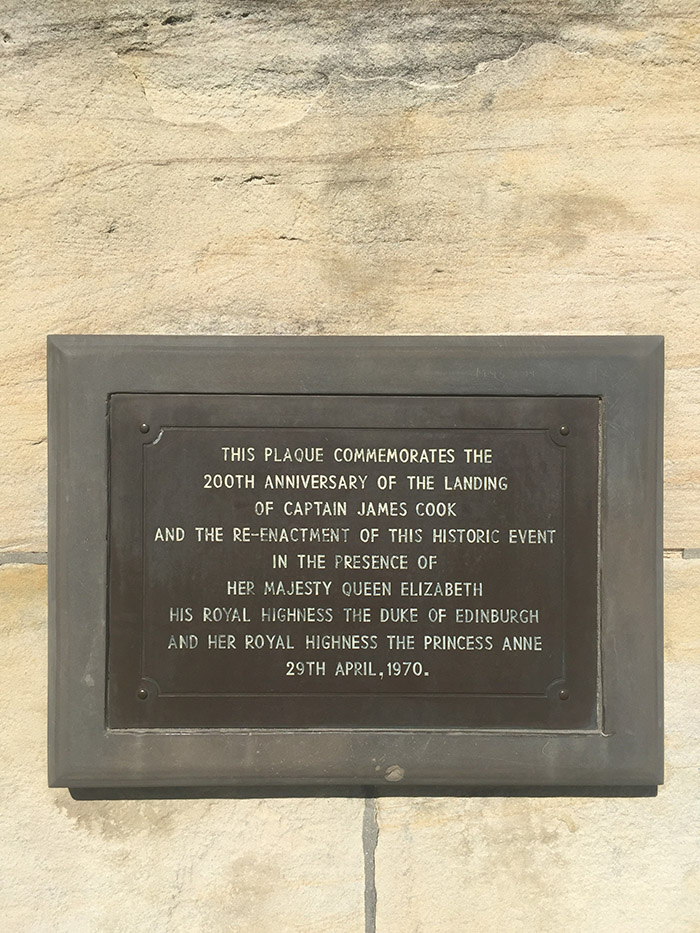 THIS PLAQUE COMMEMORATES THE
200TH ANNIVERSARY OF THE LANDING
OF CAPTAIN JAMES COOK
AND THE RE-ENACTMENT OF THIS HISTORIC EVENT
IN THE PRESENCE OF
HER MAJESTY QUEEN ELIZABETH
HIS ROYAL HIGHNESS THE DUKE OF EDINBURGH
AND HER ROYAL HIGHNESS THE PRINCESS ANNE
29TH APRIL, 1970.